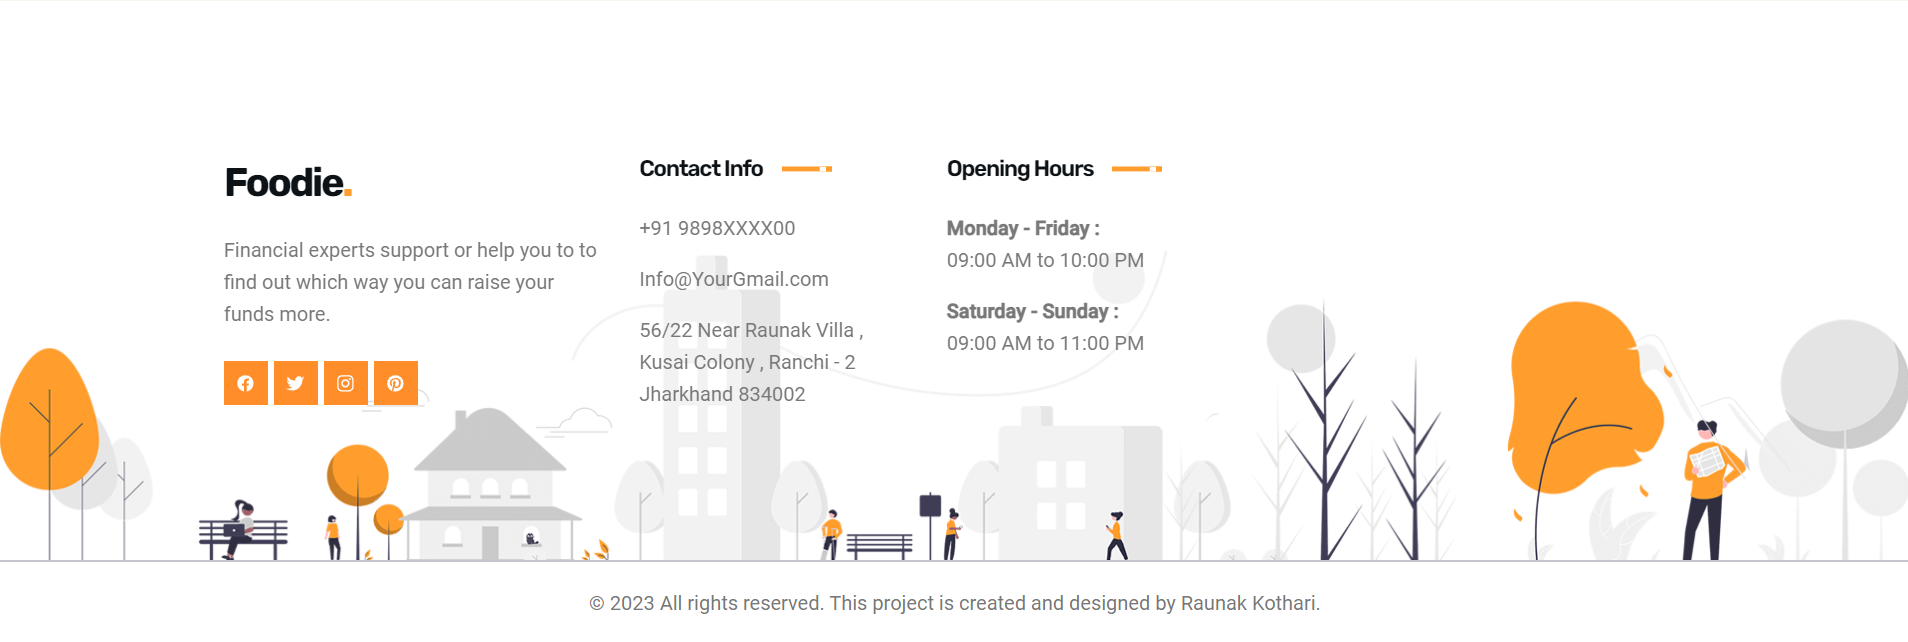 Foodie.
Financial experts support or help you to to
find out which way you can raise your
funds more.
Contact Info
+91 9898XXXX00
Info@YourGmail.com
56/22 Near Raunak Villa ,
Kusai Colony , Ranchi - 2
Jharkhand 834002
Opening Hours
Monday - Friday :
09:00 AM to 10:00 PM
Saturday - Sunday :
09:00 AM to 11:00 PM
© 2023 All rights reserved. This project is created and designed by Raunak Kothari.